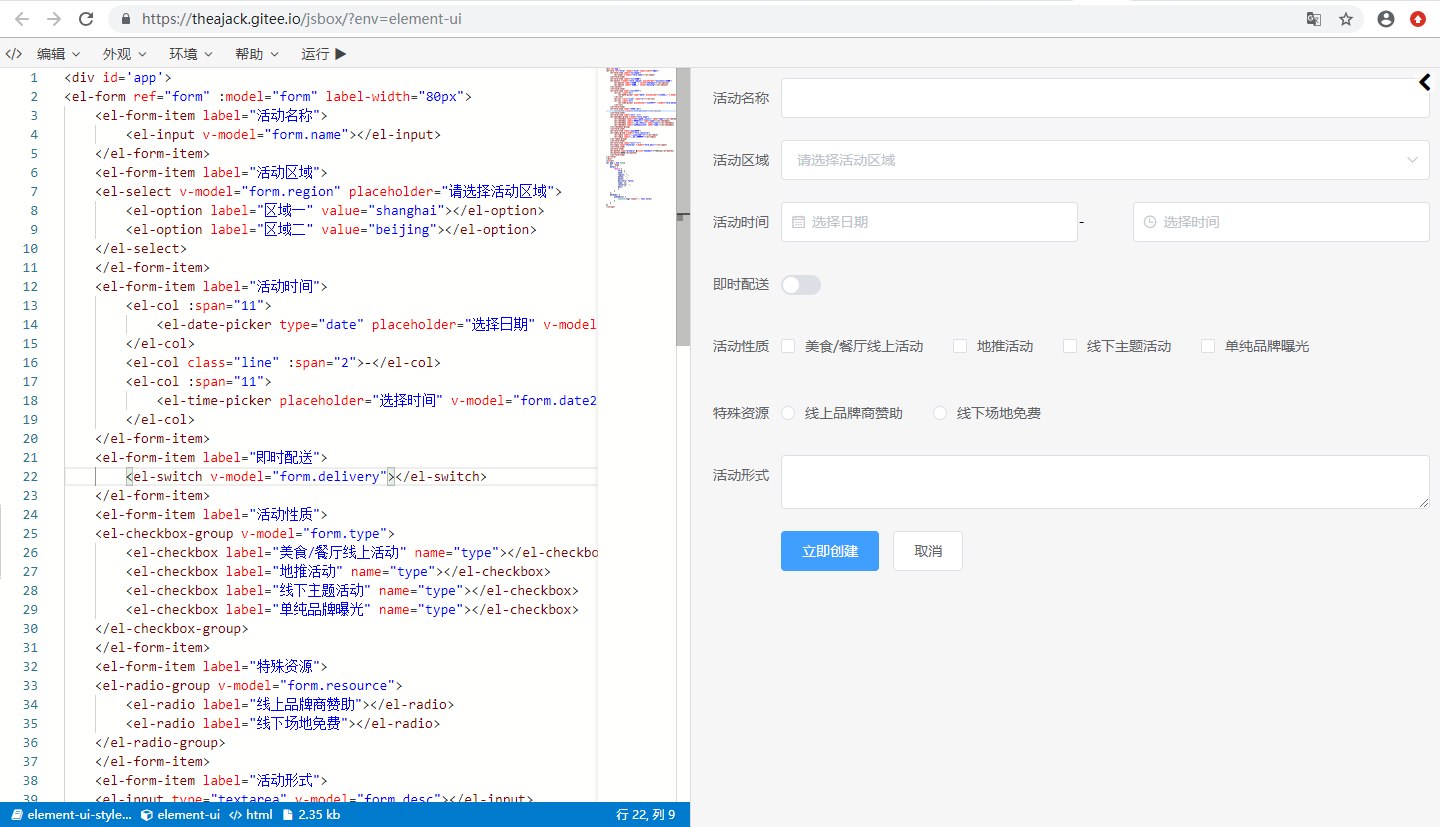 https://theajack.gitee.io/jsbox/?env=element-ui
</> 编辑 外观 环境 帮助 运行
1 <div id='app'>
2 <el-form ref="form" :model="form" label-width="80px">
3 <el-form-item label="活动名称">
4 <el-input v-model="form.name"></el-input>
5 </el-form-item>
6 <el-form-item label="活动区域">
7 <el-select v-model="form.region" placeholder="请选择活动区域">
8 <el-option label="区域一" value="shanghai"></el-option>
9 <el-option label="区域二" value="beijing"></el-option>
10 </el-select>
11 </el-form-item>
12 <el-form-item label="活动时间">
13 <el-col :span="11">
14 <el-date-picker type="date" placeholder="选择日期" v-model
15 </el-col>
16 <el-col class="line" :span="2">-</el-col>
17 <el-col :span="11">
18 <el-time-picker placeholder="选择时间" v-model="form.date2
19 </el-col>
20 </el-form-item>
21 <el-form-item label="即时配送">
22 <el-switch v-model="form.delivery"></el-switch>
23 </el-form-item>
24 <el-form-item label="活动性质">
25 <el-checkbox-group v-model="form.type">
26 <el-checkbox label="美食/餐厅线上活动" name="type"></el-checkbo
27 <el-checkbox label="地推活动" name="type"></el-checkbox>
28 <el-checkbox label="线下主题活动" name="type"></el-checkbox>
29 <el-checkbox label="单纯品牌曝光" name="type"></el-checkbox>
30 </el-checkbox-group>
31 </el-form-item>
32 <el-form-item label="特殊资源">
33 <el-radio-group v-model="form.resource">
34 <el-radio label="线上品牌商赞助"></el-radio>
35 <el-radio label="线下场地免费"></el-radio>
36 </el-radio-group>
37 </el-form-item>
38 <el-form-item label="活动形式">
39 <el-input type="textarea" v-model="form.desc"></el-input>
element-ui-style... element-ui </> html 2.35 kb 行 22, 列 9
活动名称
活动区域 请选择活动区域
活动时间 选择日期 - 选择时间
即时配送
活动性质 美食/餐厅线上活动 地推活动 线下主题活动 单纯品牌曝光
特殊资源 线上品牌商赞助 线下场地免费
活动形式
立即创建 取消